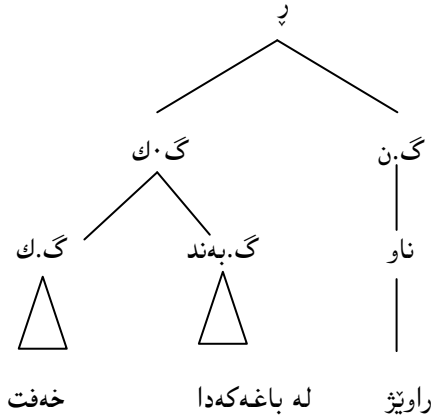 ڕ
گ.ن گ.ك
ناو گ.بەند گ.ك
راوێژ لە باغەكەدا خەفت